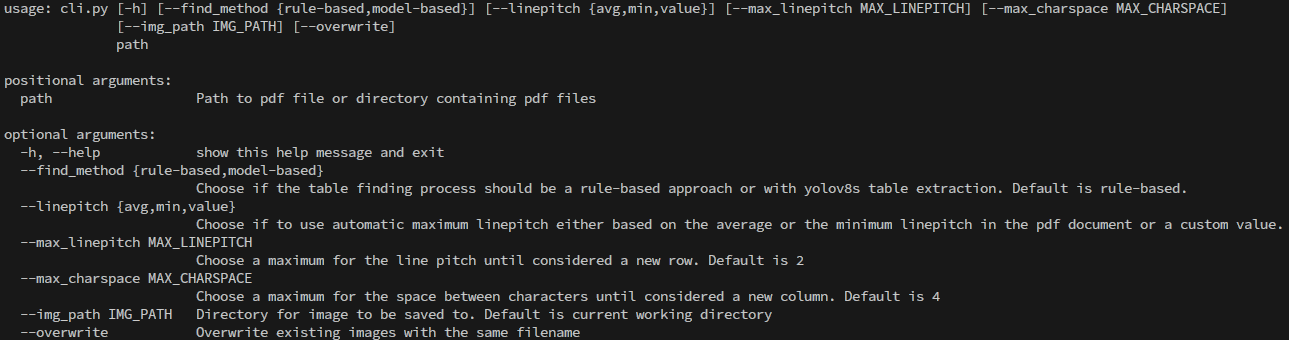 usage: cli.py [-h] [--find_method {rule-based,model-based}] [--linepitch {avg,min,value}] [--max_linepitch MAX_LINEPITCH] [--max_charspace MAX_CHARSPACE]
              [--img_path IMG_PATH] [--overwrite]
              path

positional arguments:
  path                  Path to pdf file or directory containing pdf files

optional arguments:
  -h, --help            show this help message and exit
  --find_method {rule-based,model-based}
                        Choose if the table finding process should be a rule-based approach or with yolov8s table extraction. Default is rule-based.
  --linepitch {avg,min,value}
                        Choose if to use automatic maximum linepitch either based on the average or the minimum linepitch in the pdf document or a custom value.
  --max_linepitch MAX_LINEPITCH
                        Choose a maximum for the line pitch until considered a new row. Default is 2
  --max_charspace MAX_CHARSPACE
                        Choose a maximum for the space between characters until considered a new column. Default is 4
  --img_path IMG_PATH   Directory for image to be saved to. Default is current working directory
  --overwrite           Overwrite existing images with the same filename